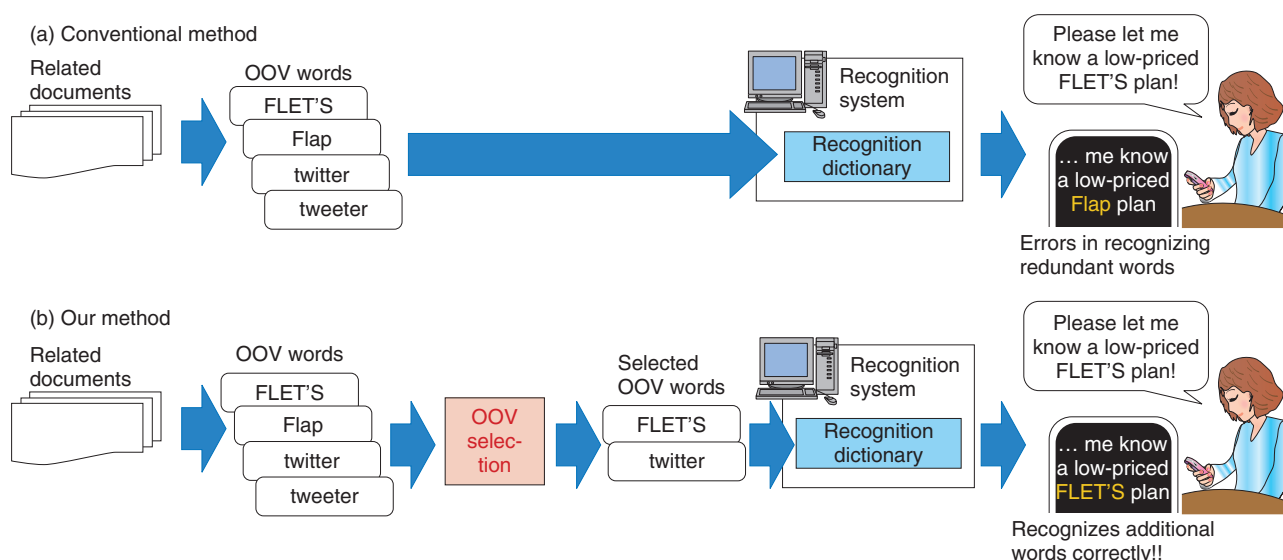 (a) Conventional method
Related
documents
OOV words
FLET'S
Flap
twitter
tweeter
Recognition
system
Recognition
dictionary
Please let me
know a low-priced
FLET'S plan!
… me know
a low-priced
Flap plan
Errors in recognizing
redundant words
(b) Our method
Related
documents
OOV words
FLET'S
Flap
twitter
tweeter
OOV
selec-
tion
Selected
OOV words
FLET'S
twitter
Recognition
system
Recognition
dictionary
Please let me
know a low-priced
FLET'S plan!
… me know
a low-priced
FLET'S plan
Recognizes additional
words correctly!!